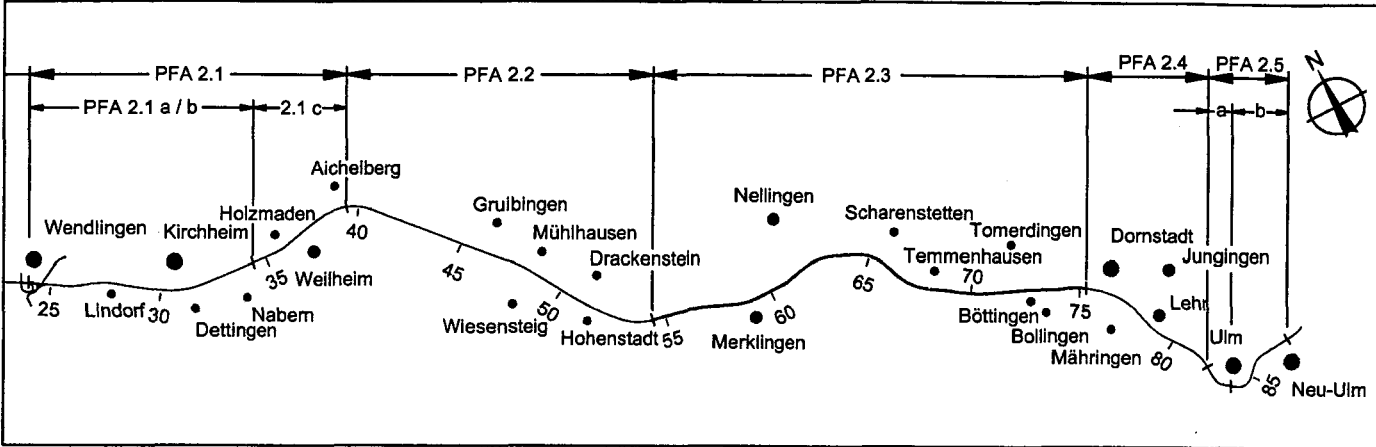 PFA 2.1
PFA 2.2
PFA 2.3
PFA 2.4
PFA 2.5
N
PFA 2.1 a / b
2.1 c
a
b
Aichelberg
Wendlingen
Holzmaden
Kirchheim
Weilheim
Gruibingen
Mühlhausen
Drackenstein
Nellingen
Scharenstetten
Tomerdingen
Temmenhausen
Dornstadt
Jungingen
Lehr
Ulm
25
Lindorf
30
Dettingen
Nabern
35
40
45
Wiesensteig
50
Hohenstadt
55
Merklingen
60
65
70
Böttingen
Bollingen
Mähringen
75
80
85
Neu-Ulm